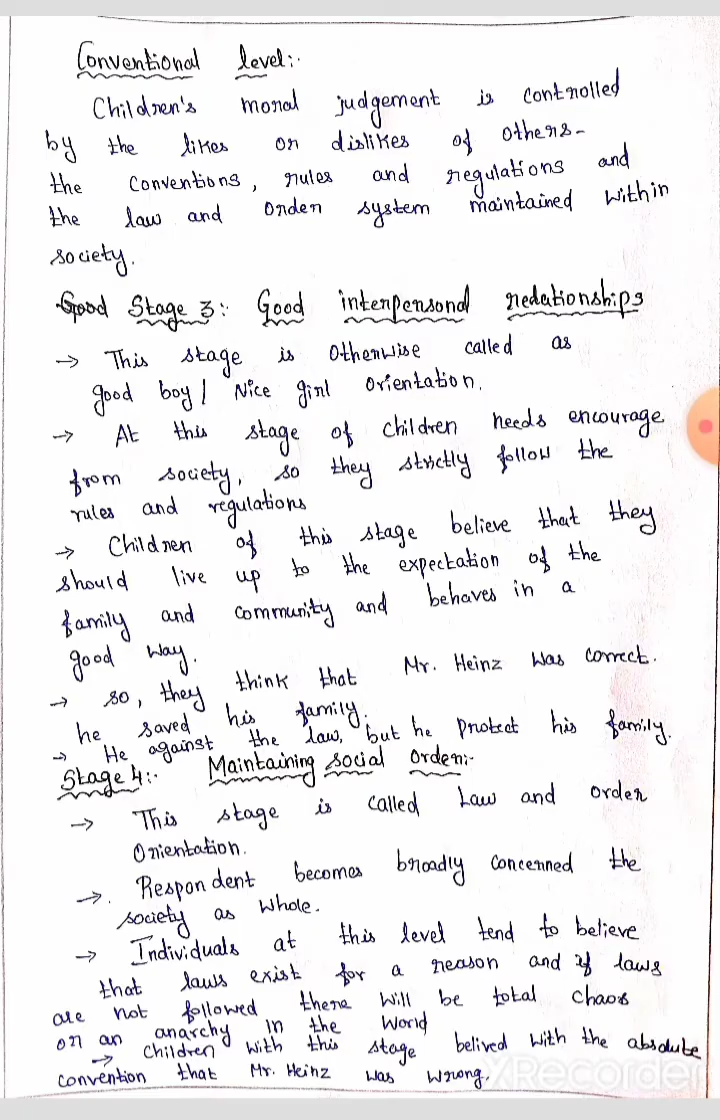 Conventional level:-
Children's moral judgement is controlled
by the likes or dislikes of others-
the conventions, rules and regulations and
the law and order system maintained within
society.
Good Stage 3:- Good interpersonal relationships
→ This stage is otherwise called as
good boy / Nice girl orientation.
→ At this stage of children needs encourage
from society, so they strictly follow the
rules and regulations
→ Children of this stage believe that they
should live up to the expectation of the
family and community and behaves in a
good way.
→ so, they think that Mr. Heinz was correct.
he saved his family.
→ He against the law, but he protect his family.
Stage 4:- Maintaining social order:-
→ This stage is called Law and order
Orientation.
→ Respondent becomes broadly concerned the
society as whole.
→ Individuals at this level tend to believe
that laws exist for a reason and if laws
are not followed there will be total chaos
or an anarchy in the world
→ children with this stage belived with the absolute
convention that Mr. Heinz was wrong.
XRecorder